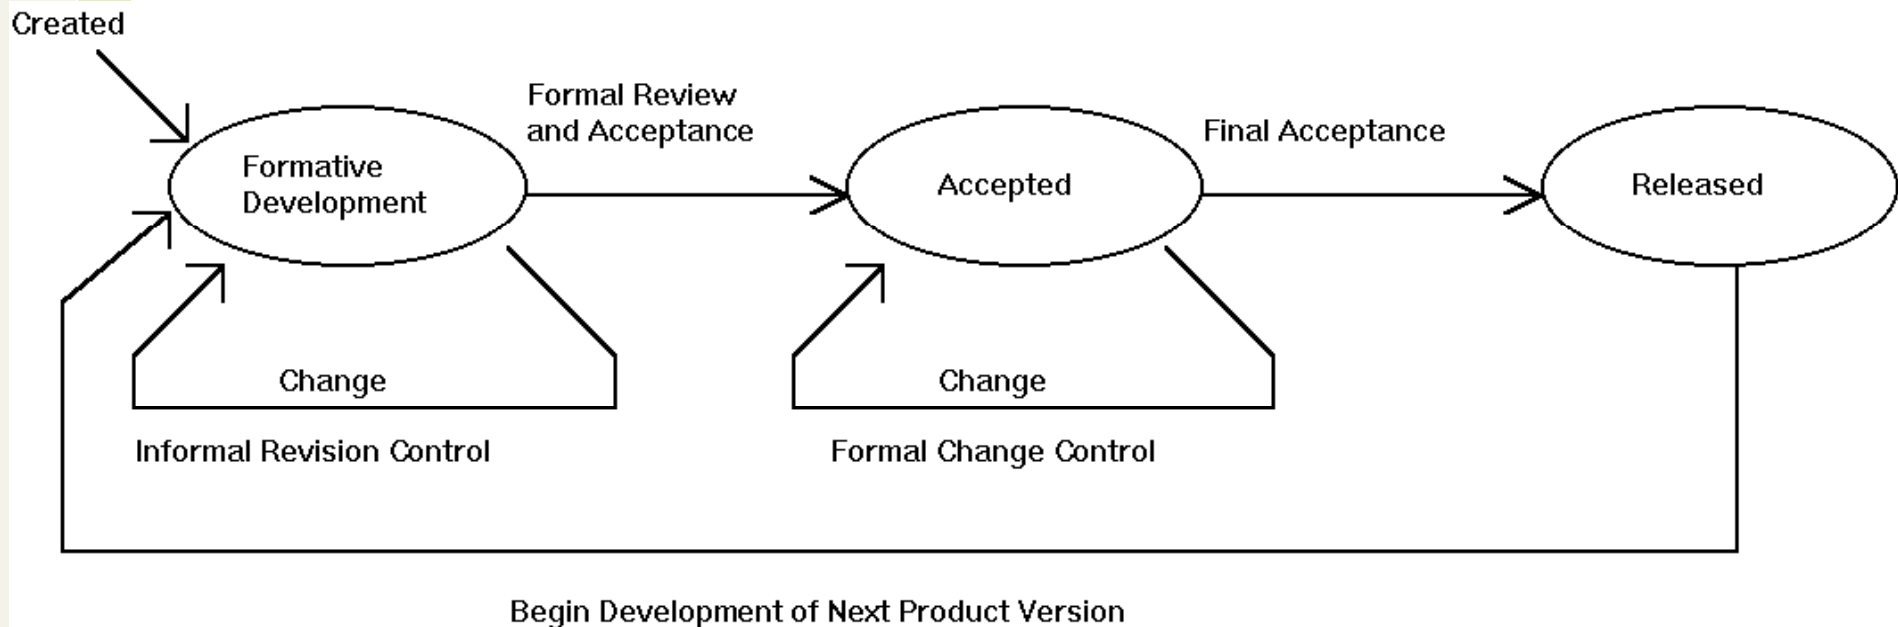 Created
Formal Review
and Acceptance
Final Acceptance
Formative
Development
Accepted
Released
Change
Change
Informal Revision Control
Formal Change Control
Begin Development of Next Product Version